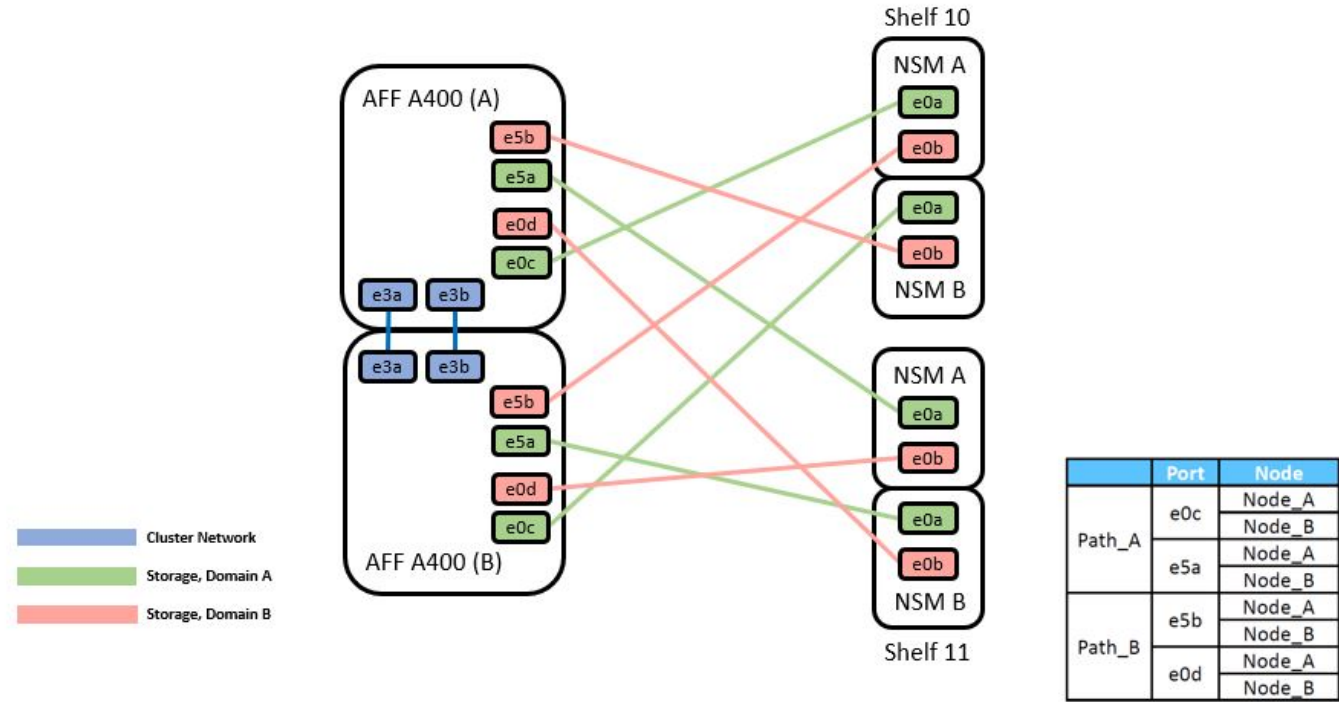 Shelf 10
AFF A400 (A)
e5b
e5a
e0d
e0c
e3a e3b
NSM A
e0a
e0b
e0a
e0b
NSM B
e3a e3b
e5b
e5a
e0d
e0c
AFF A400 (B)
NSM A
e0a
e0b
e0a
e0b
NSM B
Shelf 11
Cluster Network
Storage, Domain A
Storage, Domain B
Port Node
Path_A e0c Node_A
Node_B
e5a Node_A
Node_B
Path_B e5b Node_A
Node_B
e0d Node_A
Node_B